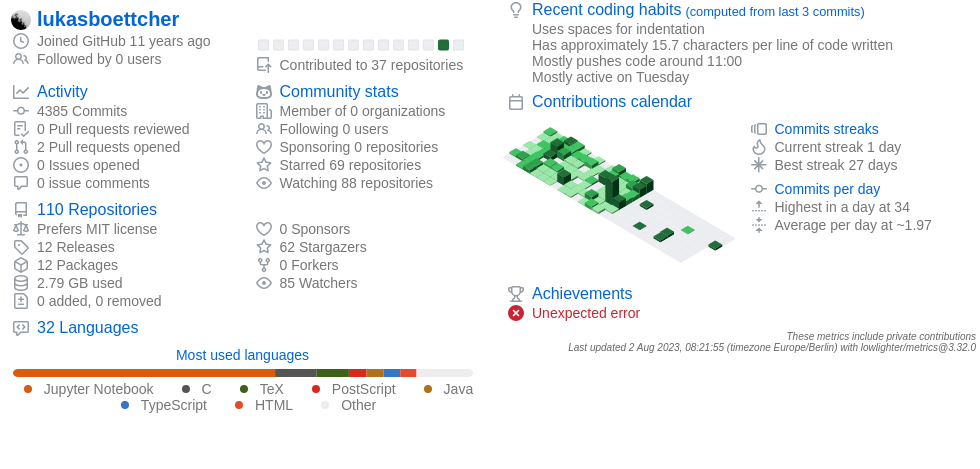 lukasboettcher
Joined GitHub 11 years ago
Followed by 0 users
Contributed to 37 repositories
Activity
4385 Commits
0 Pull requests reviewed
2 Pull requests opened
0 Issues opened
0 issue comments
Community stats
Member of 0 organizations
Following 0 users
Sponsoring 0 repositories
Starred 69 repositories
Watching 88 repositories
110 Repositories
Prefers MIT license
12 Releases
12 Packages
2.79 GB used
0 added, 0 removed
0 Sponsors
62 Stargazers
0 Forkers
85 Watchers
32 Languages
Most used languages
Jupyter Notebook C TeX PostScript Java
TypeScript HTML Other
Recent coding habits (computed from last 3 commits)
Uses spaces for indentation
Has approximately 15.7 characters per line of code written
Mostly pushes code around 11:00
Mostly active on Tuesday
Contributions calendar
Commits streaks
Current streak 1 day
Best streak 27 days
Commits per day
Highest in a day at 34
Average per day at ~1.97
Achievements
Unexpected error
These metrics include private contributions
Last updated 2 Aug 2023, 08:21:55 (timezone Europe/Berlin) with lowlighter/metrics@3.32.0